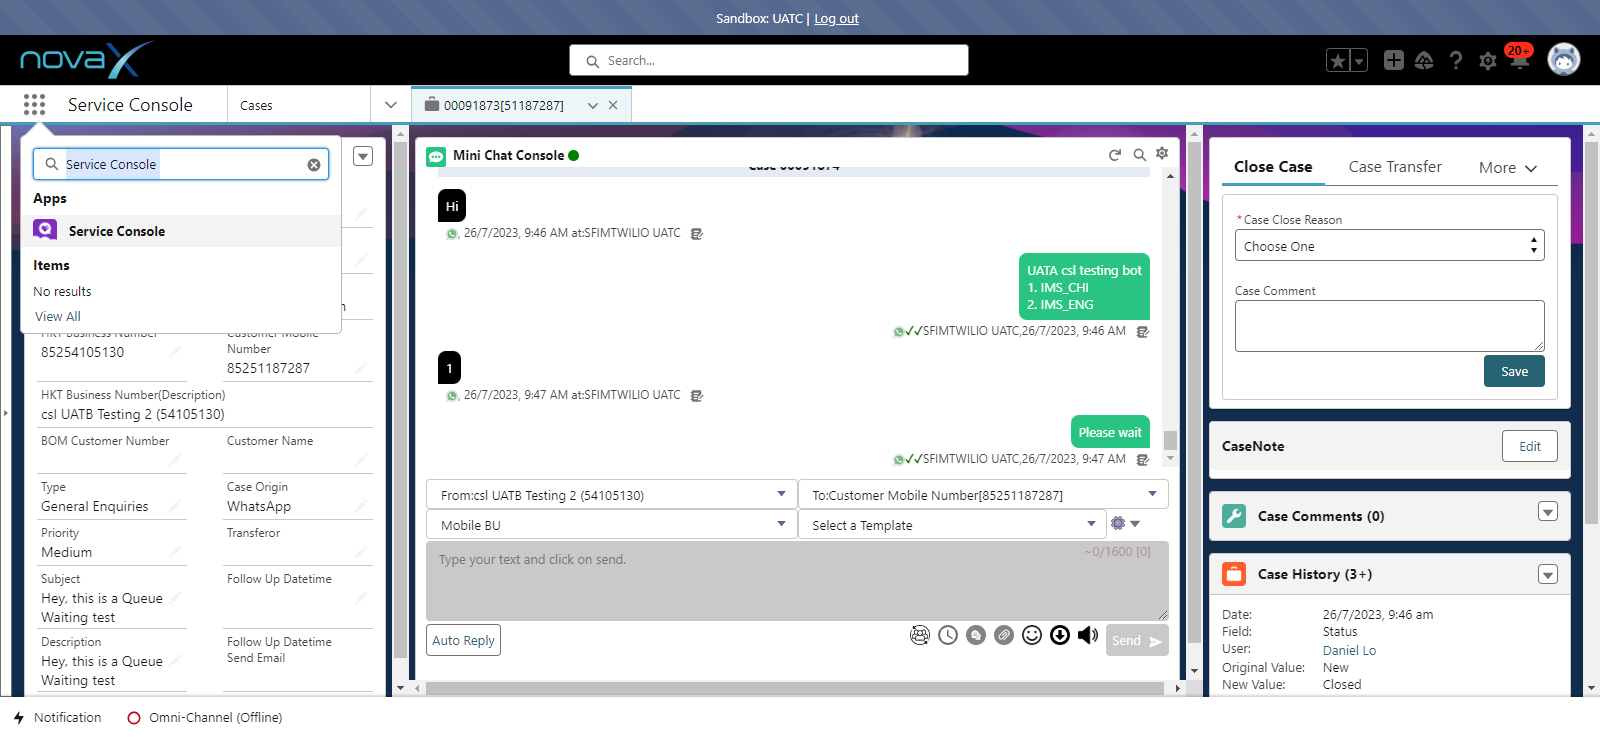 Sandbox: UATC | Log out
novaX
Search...
20+
Service Console
Cases
00091873[51187287]
Service Console
Apps
Service Console
Items
No results
View All
HKT Business Number
85254105130
Customer Mobile
Number
85251187287
HKT Business Number(Description)
csl UATB Testing 2 (54105130)
BOM Customer Number
Customer Name
Type
General Enquiries
Case Origin
WhatsApp
Priority
Medium
Transferor
Subject
Hey, this is a Queue
Waiting test
Follow Up Datetime
Description
Hey, this is a Queue
Waiting test
Follow Up Datetime
Send Email
Mini Chat Console
Case 00091874
Hi
, 26/7/2023, 9:46 AM at:SFIMTWILIO UATC
UATA csl testing bot
1. IMS_CHI
2. IMS_ENG
SFIMTWILIO UATC,26/7/2023, 9:46 AM
1
, 26/7/2023, 9:47 AM at:SFIMTWILIO UATC
Please wait
SFIMTWILIO UATC,26/7/2023, 9:47 AM
From:csl UATB Testing 2 (54105130)
To:Customer Mobile Number[85251187287]
Mobile BU
Select a Template
Type your text and click on send.
~0/1600 [0]
Auto Reply
Send
Close Case
Case Transfer
More
*Case Close Reason
Choose One
Case Comment
Save
CaseNote
Edit
Case Comments (0)
Case History (3+)
Date: 26/7/2023, 9:46 am
Field: Status
User: Daniel Lo
Original Value: New
New Value: Closed
Notification
Omni-Channel (Offline)